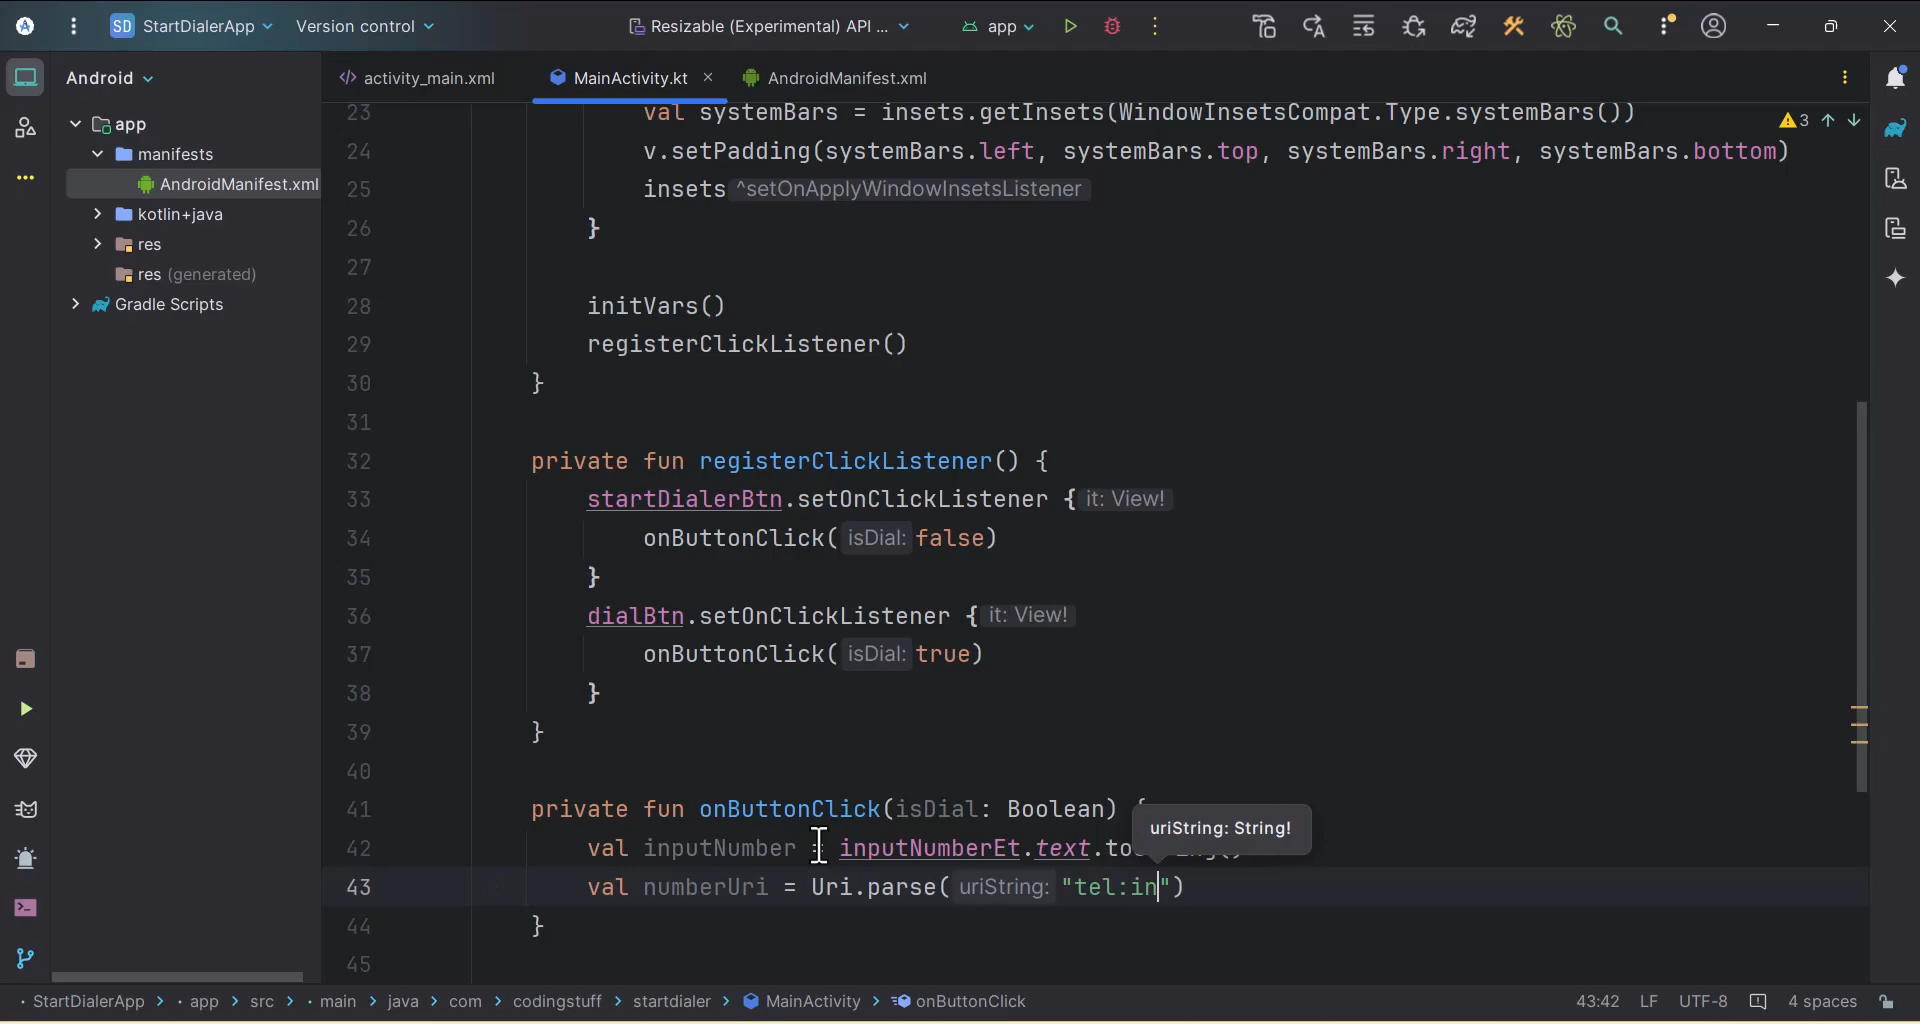 SD StartDialerApp Version control Resizable (Experimental) API ... app
Android
app
manifests
AndroidManifest.xml
kotlin+java
res
res (generated)
Gradle Scripts
activity_main.xml MainActivity.kt AndroidManifest.xml
3
23 val systemBars = insets.getInsets(WindowInsetsCompat.Type.systemBars())
24 v.setPadding(systemBars.left, systemBars.top, systemBars.right, systemBars.bottom)
25 insets ^setOnApplyWindowInsetsListener
26 }
27
28 initVars()
29 registerClickListener()
30 }
31
32 private fun registerClickListener() {
33 startDialerBtn.setOnClickListener { it: View!
34 onButtonClick( isDial: false)
35 }
36 dialBtn.setOnClickListener { it: View!
37 onButtonClick( isDial: true)
38 }
39 }
40
41 private fun onButtonClick(isDial: Boolean) {
uriString: String!
42 val inputNumber inputNumberEt.text.to
43 val numberUri = Uri.parse( uriString: "tel:in")
44 }
45
StartDialerApp > app > src > main > java > com > codingstuff > startdialer > MainActivity > onButtonClick 43:42 LF UTF-8 4 spaces